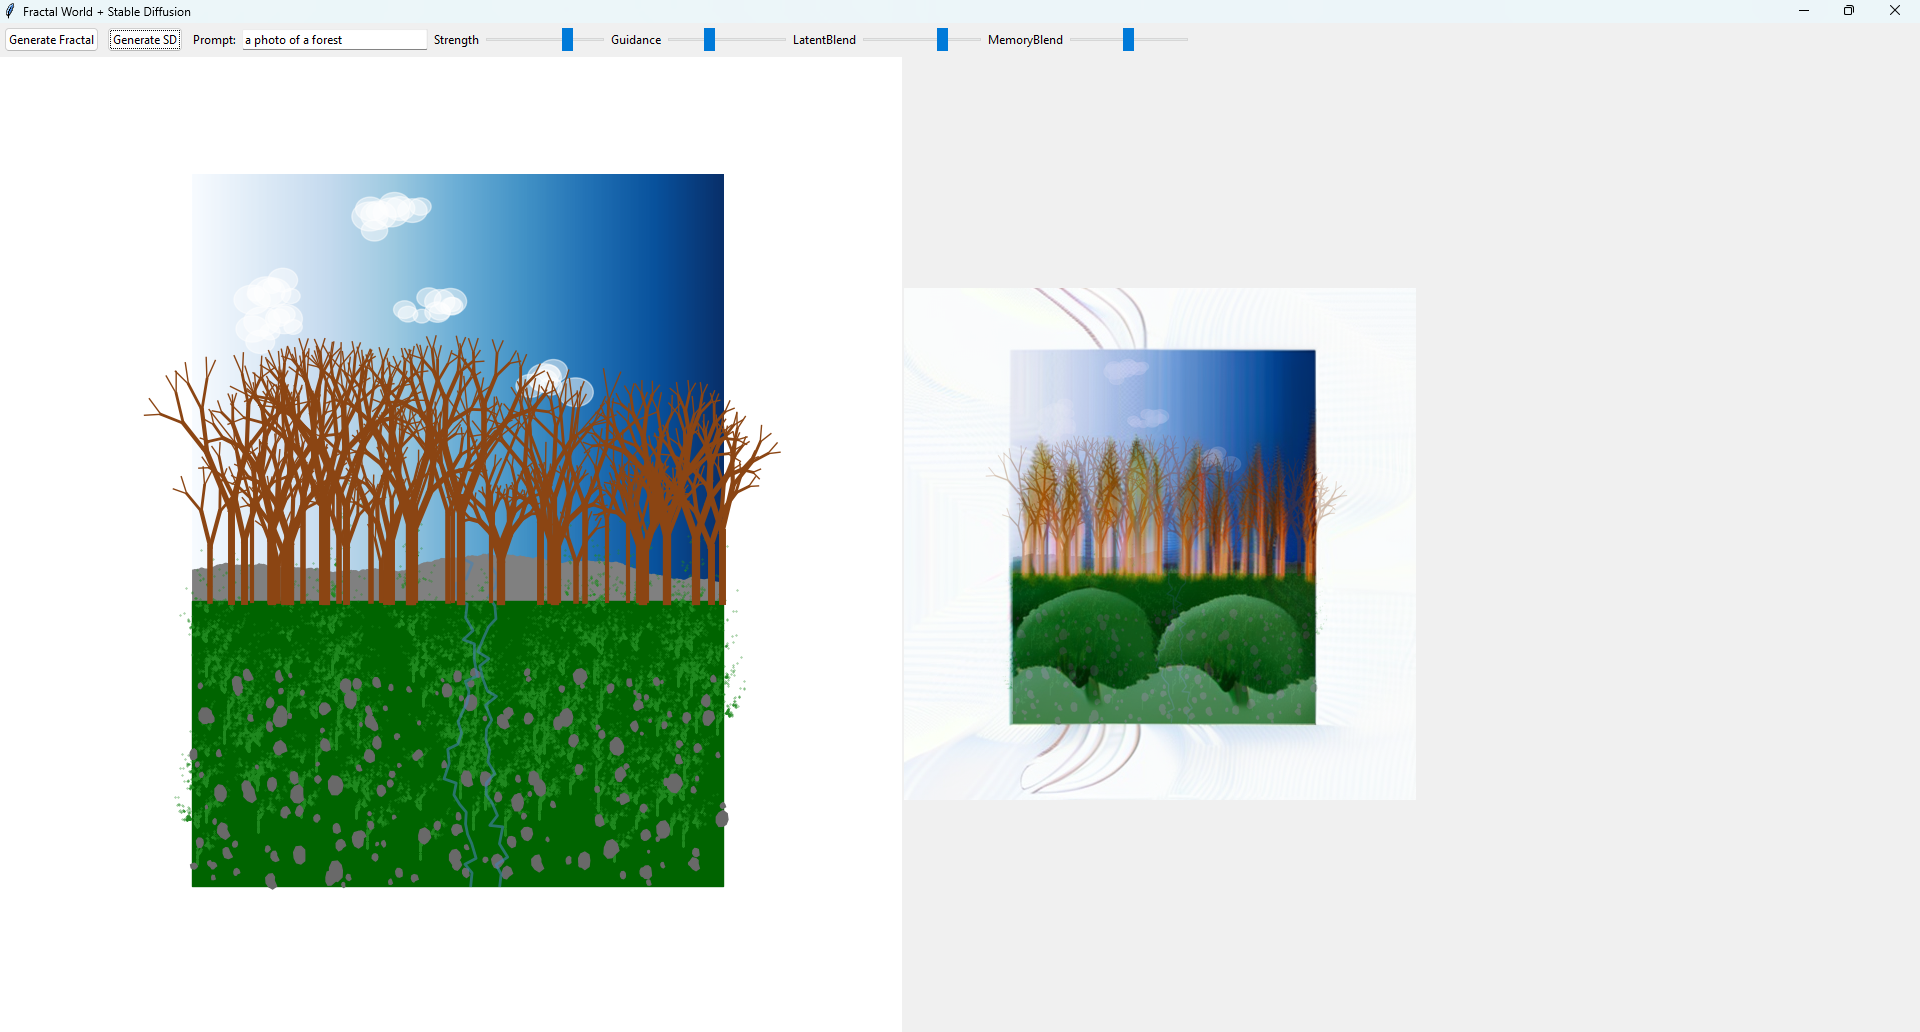 Fractal World + Stable Diffusion
Generate Fractal Generate SD Prompt: a photo of a forest Strength Guidance LatentBlend MemoryBlend